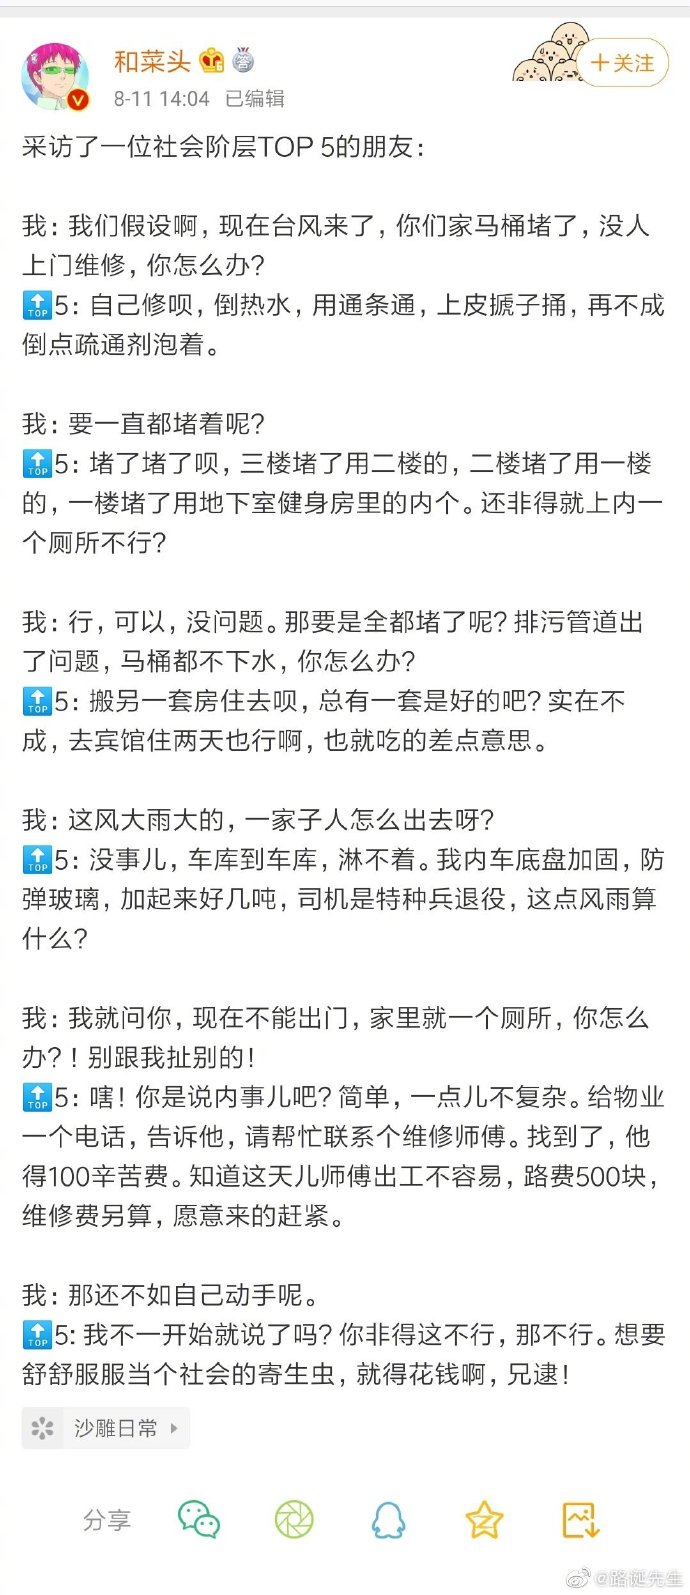 和菜头
答
8-11 14:04 已编辑
+关注
采访了一位社会阶层TOP 5的朋友：
我：我们假设啊，现在台风来了，你们家马桶堵了，没人
上门维修，你怎么办？
TOP5：自己修呗，倒热水，用通条通，上皮搋子捅，再不成
倒点疏通剂泡着。
我：要一直都堵着呢？
TOP5：堵了堵了呗，三楼堵了用二楼的，二楼堵了用一楼
的，一楼堵了用地下室健身房里的内个。还非得就上内一
个厕所不行？
我：行，可以，没问题。那要是全都堵了呢？排污管道出
了问题，马桶都不下水，你怎么办？
TOP5：搬另一套房住去呗，总有一套是好的吧？实在不
成，去宾馆住两天也行啊，也就吃的差点意思。
我：这风大雨大的，一家子人怎么出去呀？
TOP5：没事儿，车库到车库，淋不着。我内车底盘加固，防
弹玻璃，加起来好几吨，司机是特种兵退役，这点风雨算
什么？
我：我就问你，现在不能出门，家里就一个厕所，你怎么
办？！别跟我扯别的！
TOP5：嗐！你是说内事儿吧？简单，一点儿不复杂。给物业
一个电话，告诉他，请帮忙联系个维修师傅。找到了，他
得100辛苦费。知道这天儿师傅出工不容易，路费500块，
维修费另算，愿意来的赶紧。
我：那还不如自己动手呢。
TOP5:我不一开始就说了吗？你非得这不行，那不行。想要
舒舒服服当个社会的寄生虫，就得花钱啊，兄逮！
沙雕日常
分享
@路诞先生